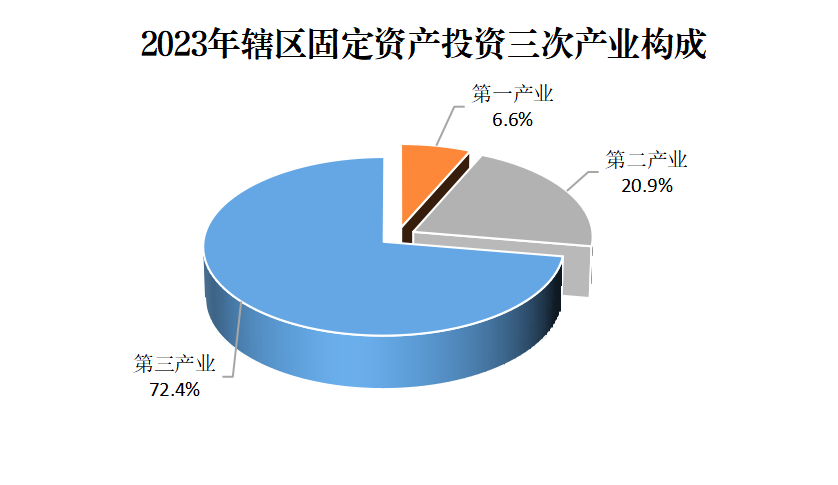 2023年辖区固定资产投资三次产业构成
第一产业
6.6%
第二产业
20.9%
第三产业
72.4%